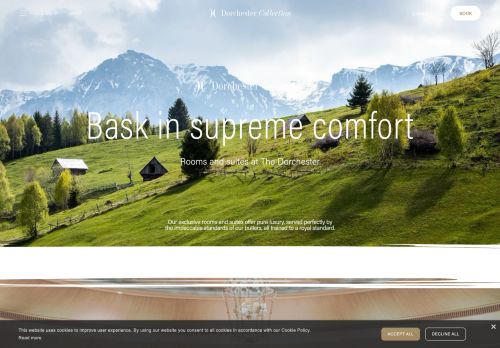 Dorchester Collection
BOOK
Dorchester
Bask in supreme comfort
Rooms and suites at The Dorchester
Our exclusive rooms and suites offer pure luxury, served perfectly by
the impeccable standards of our butlers, all trained to a royal standard.
This website uses cookies to improve user experience. By using our website you consent to all cookies in accordance with our Cookie Policy.
Read more
ACCEPT ALL
DECLINE ALL